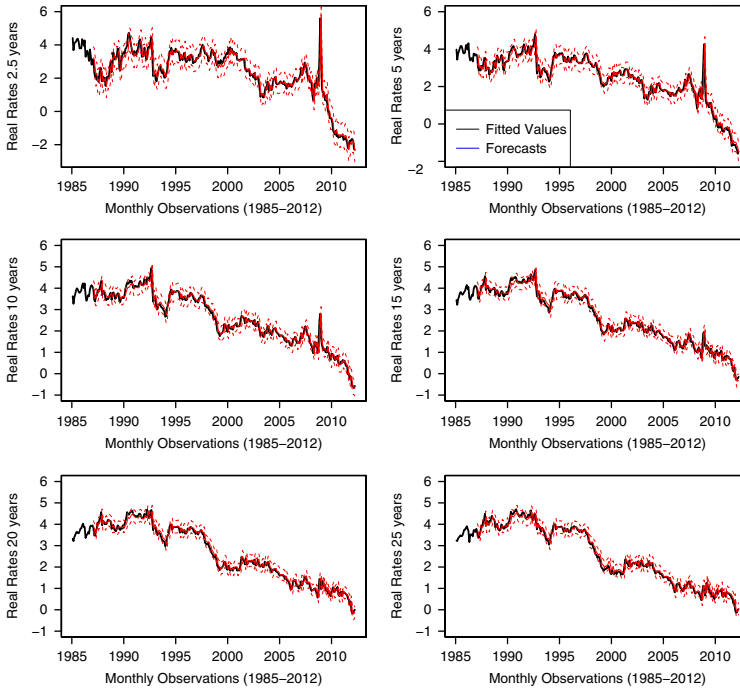 Real Rates 2.5 years
6
4
2
0
−2
1985 1990 1995 2000 2005 2010
Monthly Observations (1985−2012)
Real Rates 5 years
6
4
2
0
−2
Fitted Values
Forecasts
1985 1990 1995 2000 2005 2010
Monthly Observations (1985−2012)
Real Rates 10 years
6
5
4
3
2
1
0
−1
1985 1990 1995 2000 2005 2010
Monthly Observations (1985−2012)
Real Rates 15 years
6
5
4
3
2
1
0
−1
1985 1990 1995 2000 2005 2010
Monthly Observations (1985−2012)
Real Rates 20 years
6
5
4
3
2
1
0
−1
1985 1990 1995 2000 2005 2010
Monthly Observations (1985−2012)
Real Rates 25 years
6
5
4
3
2
1
0
−1
1985 1990 1995 2000 2005 2010
Monthly Observations (1985−2012)